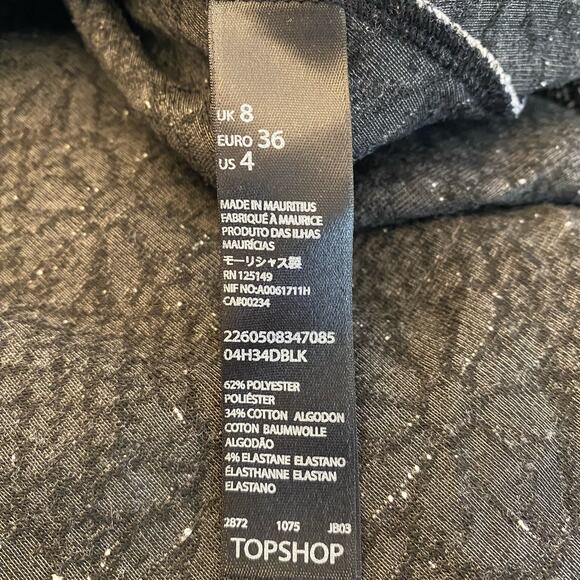 UK 8
EURO 36
US 4
MADE IN MAURITIUS
FABRIQUÉ À MAURICE
PRODUTO DAS ILHAS
MAURÍCIAS
モーリシャス製
RN 125149
NIF NO:A0061711H
CA#00234
2260508347085
04H34DBLK
62% POLYESTER
POLIÉSTER
34% COTTON ALGODON
COTON BAUMWOLLE
ALGODÃO
4% ELASTANE ELASTANO
ÉLASTHANNE ELASTAN
ELASTANO
2872 1075 JB03
TOPSHOP